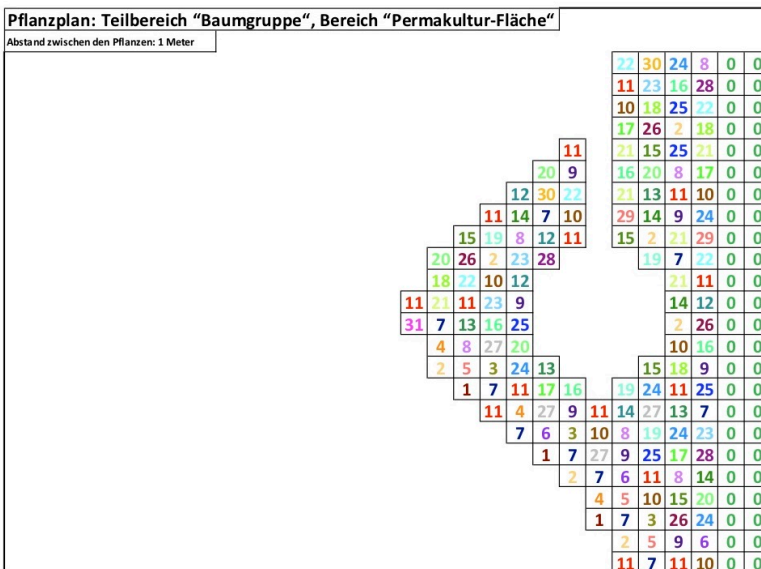 Pflanzplan: Teilbereich “Baumgruppe“, Bereich “Permakultur-Fläche“
Abstand zwischen den Pflanzen: 1 Meter
22 30 24 8 0 0
11 23 16 28 0 0
10 18 25 22 0 0
17 26 2 18 0 0
11 21 15 25 21 0 0
20 9 16 20 8 17 0 0
12 30 22 21 13 11 10 0 0
11 14 7 10 29 14 9 24 0 0
15 19 8 12 11 15 2 21 29 0 0
20 26 2 23 28 19 7 22 0 0
18 22 10 12 21 11 0 0
11 21 11 23 9 14 12 0 0
31 7 13 16 25 2 26 0 0
4 8 27 20 10 16 0 0
2 5 3 24 13 15 18 9 0 0
1 7 11 17 16 19 24 11 25 0 0
11 4 27 9 11 14 27 13 7 0 0
7 6 3 10 8 19 24 23 0 0
1 7 27 9 25 17 28 0 0
2 7 6 11 8 14 0 0
4 5 10 15 20 0 0
1 7 3 26 24 0 0
2 5 9 6 0 0
11 7 11 10 0 0